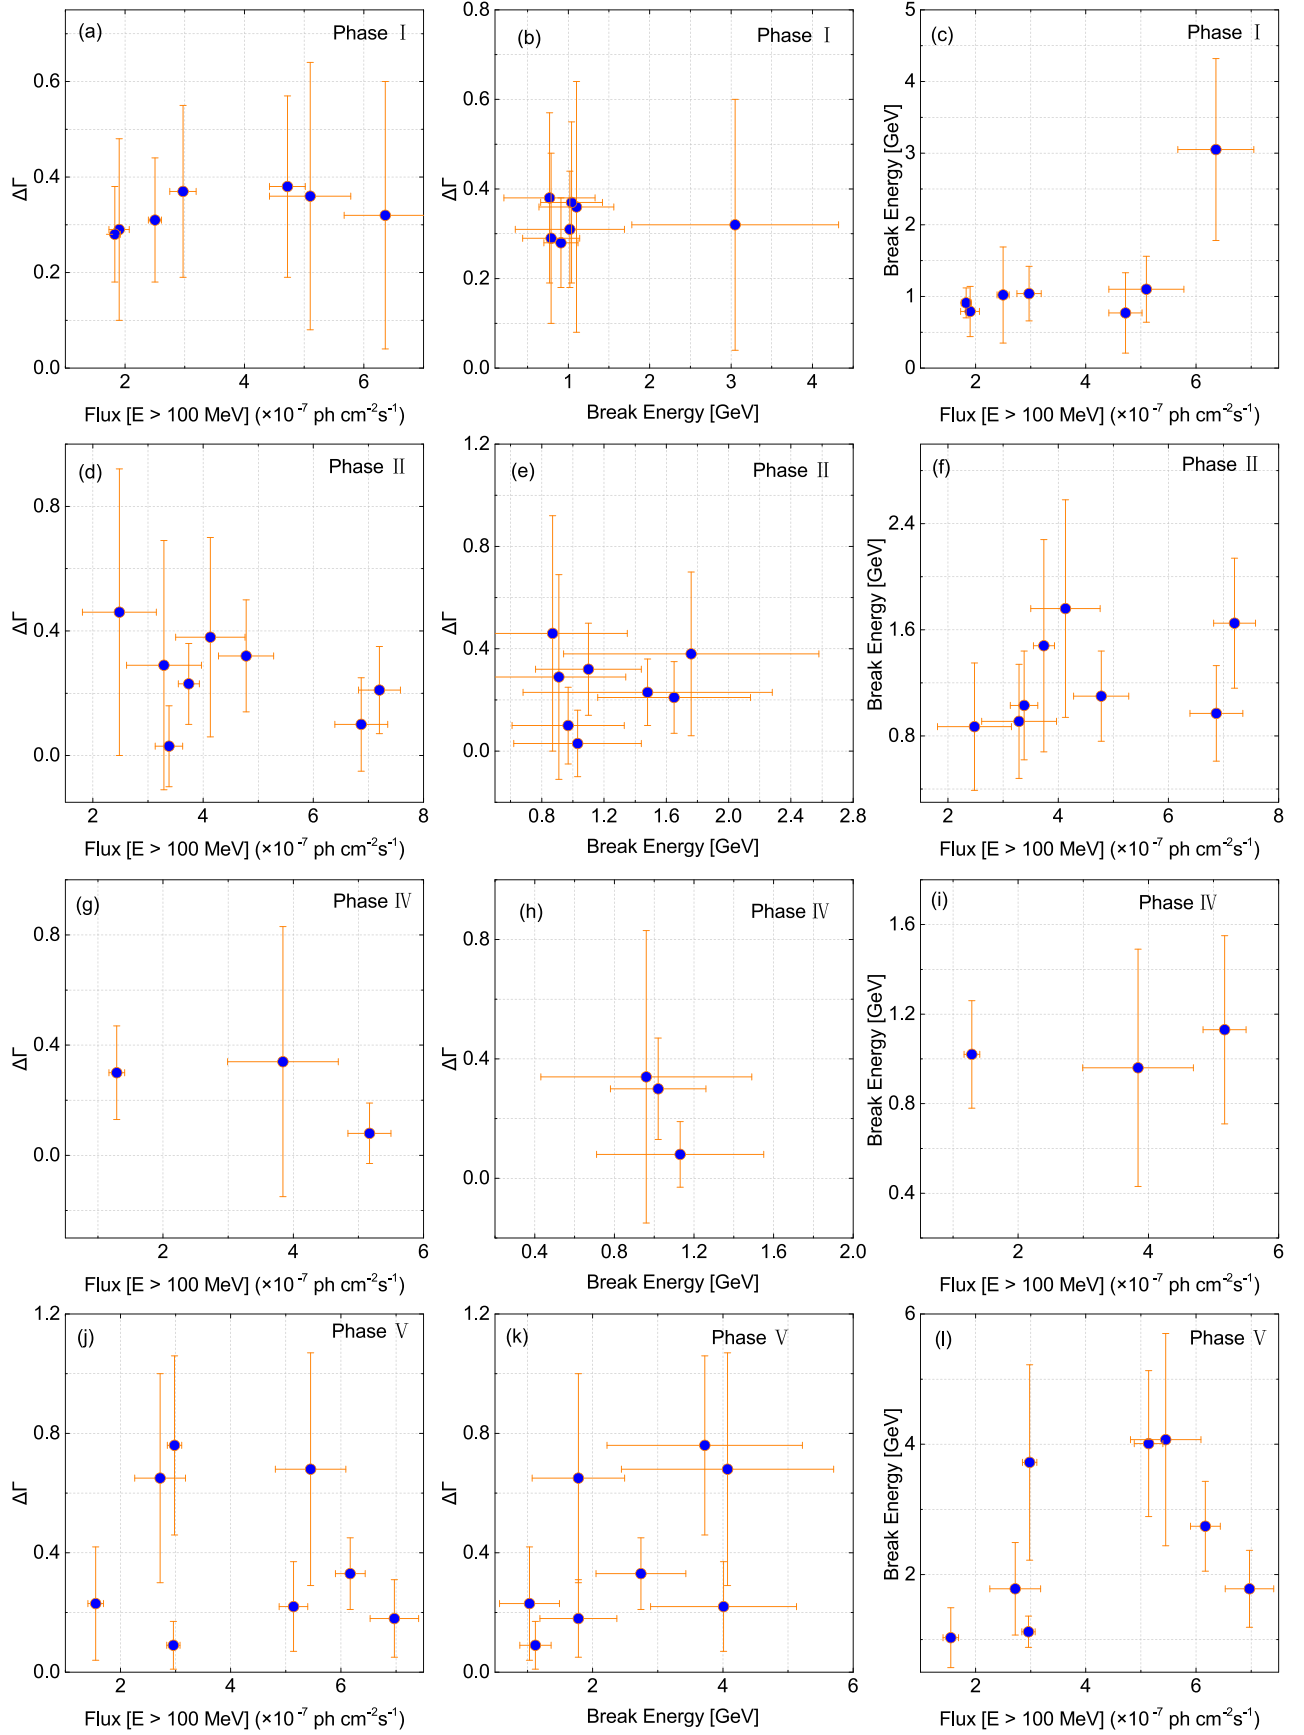 (a) Phase Ⅰ
ΔΓ
0.6
0.4
0.2
0.0
2 4 6
Flux [E > 100 MeV] (×10⁻⁷ ph cm⁻²s⁻¹)
(b) Phase Ⅰ
ΔΓ
0.8
0.6
0.4
0.2
0.0
1 2 3 4
Break Energy [GeV]
(c) Phase Ⅰ
Break Energy [GeV]
5
4
3
2
1
0
2 4 6
Flux [E > 100 MeV] (×10⁻⁷ ph cm⁻²s⁻¹)
(d) Phase Ⅱ
ΔΓ
0.8
0.4
0.0
2 4 6 8
Flux [E > 100 MeV] (×10⁻⁷ ph cm⁻²s⁻¹)
(e) Phase Ⅱ
ΔΓ
1.2
0.8
0.4
0.0
0.8 1.2 1.6 2.0 2.4 2.8
Break Energy [GeV]
(f) Phase Ⅱ
Break Energy [GeV]
2.4
1.6
0.8
2 4 6 8
Flux [E > 100 MeV] (×10⁻⁷ ph cm⁻²s⁻¹)
(g) Phase Ⅳ
ΔΓ
0.8
0.4
0.0
2 4 6
Flux [E > 100 MeV] (×10⁻⁷ ph cm⁻²s⁻¹)
(h) Phase Ⅳ
ΔΓ
0.8
0.4
0.0
0.4 0.8 1.2 1.6 2.0
Break Energy [GeV]
(i) Phase Ⅳ
Break Energy [GeV]
1.6
1.2
0.8
0.4
2 4 6
Flux [E > 100 MeV] (×10⁻⁷ ph cm⁻²s⁻¹)
(j) Phase Ⅴ
ΔΓ
1.2
0.8
0.4
0.0
2 4 6
Flux [E > 100 MeV] (×10⁻⁷ ph cm⁻²s⁻¹)
(k) Phase Ⅴ
ΔΓ
1.2
0.8
0.4
0.0
2 4 6
Break Energy [GeV]
(l) Phase Ⅴ
Break Energy [GeV]
6
4
2
2 4 6
Flux [E > 100 MeV] (×10⁻⁷ ph cm⁻²s⁻¹)